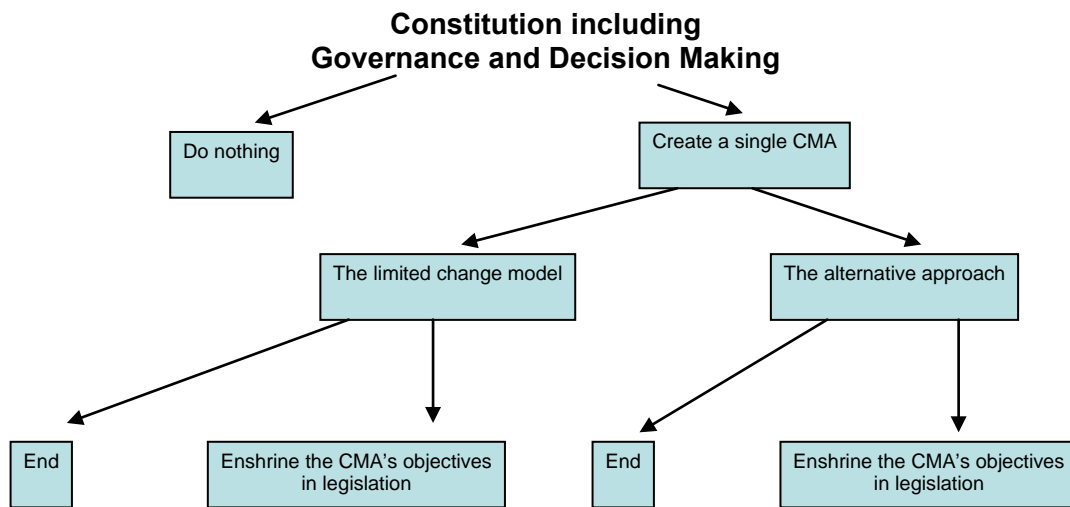 Constitution including
Governance and Decision Making
Do nothing
Create a single CMA
The limited change model
The alternative approach
End
Enshrine the CMA’s objectives
in legislation
End
Enshrine the CMA’s objectives
in legislation